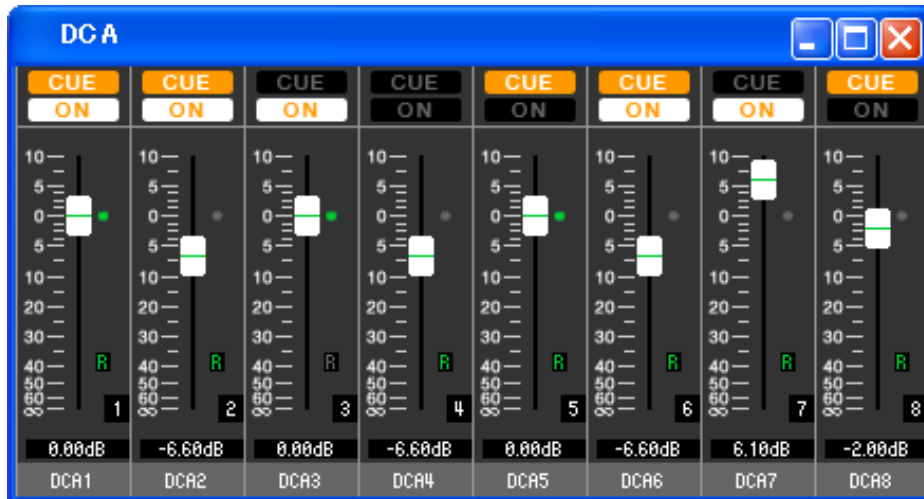 DCA
CUE CUE CUE CUE CUE CUE CUE CUE
ON ON ON ON ON ON ON ON
10 10 10 10 10 10 10 10
5 5 5 5 5 5 5 5
0 0 0 0 0 0 0 0
5 5 5 5 5 5 5 5
10 10 10 10 10 10 10 10
20 20 20 20 20 20 20 20
30 30 30 30 30 30 30 30
R R R R R R R R
40 40 40 40 40 40 40 40
50 50 50 50 50 50 50 50
60 60 60 60 60 60 60 60
∞ 1 ∞ 2 ∞ 3 ∞ 4 ∞ 5 ∞ 6 ∞ 7 ∞ 8
0.00dB -6.60dB 0.00dB -6.60dB 0.00dB -6.60dB 6.10dB -2.00dB
DCA1 DCA2 DCA3 DCA4 DCA5 DCA6 DCA7 DCA8